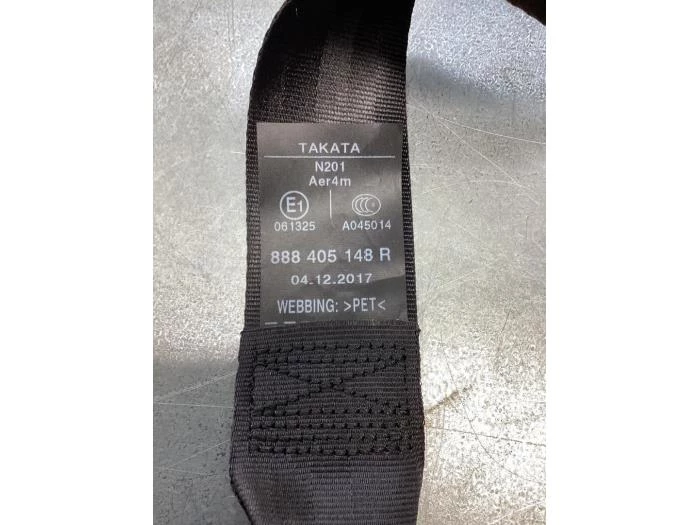 TAKATA
N201
Aer4m
E1
061325
A045014
888 405 148 R
04.12.2017
WEBBING: >PET<